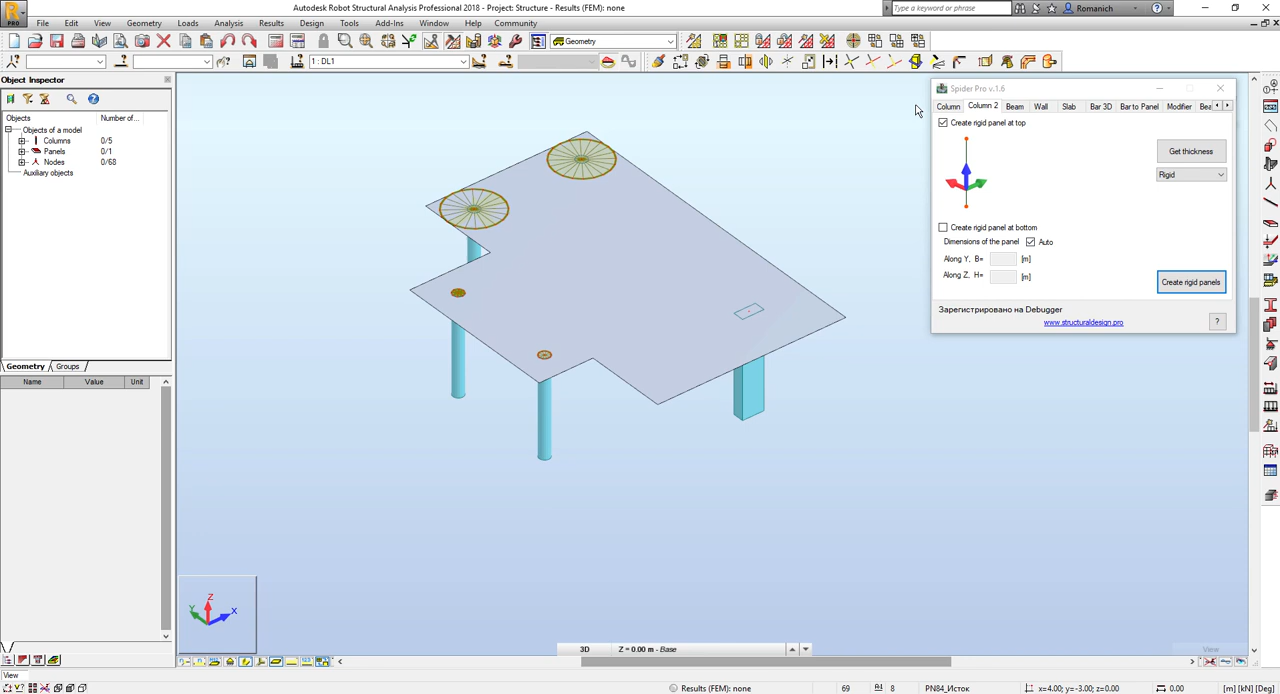 Autodesk Robot Structural Analysis Professional 2018 - Project: Structure - Results (FEM): none
Type a keyword or phrase
Romanich
PRO
File Edit View Geometry Loads Analysis Results Design Tools Add-Ins Window Help Community
Geometry
1 : DL1
Object Inspector
Objects Number of...
Objects of a model
Columns 0/5
Panels 0/1
Nodes 0/68
Auxiliary objects
Geometry Groups
Name Value Unit
Spider Pro v.1.6
Column Column 2 Beam Wall Slab Bar 3D Bar to Panel Modifier Bea
Create rigid panel at top
Get thickness
Rigid
Create rigid panel at bottom
Dimensions of the panel Auto
Along Y, B= [m]
Along Z, H= [m]
Create rigid panels
Зарегистрировано на Debugger
www.structuraldesign.pro
?
Z
Y X
3D Z = 0.00 m - Base
View
View
Results (FEM): none 69 8 PN84_Исток x=4.00; y=-3.00; z=0.00 0.00 [m] [kN] [Deg]